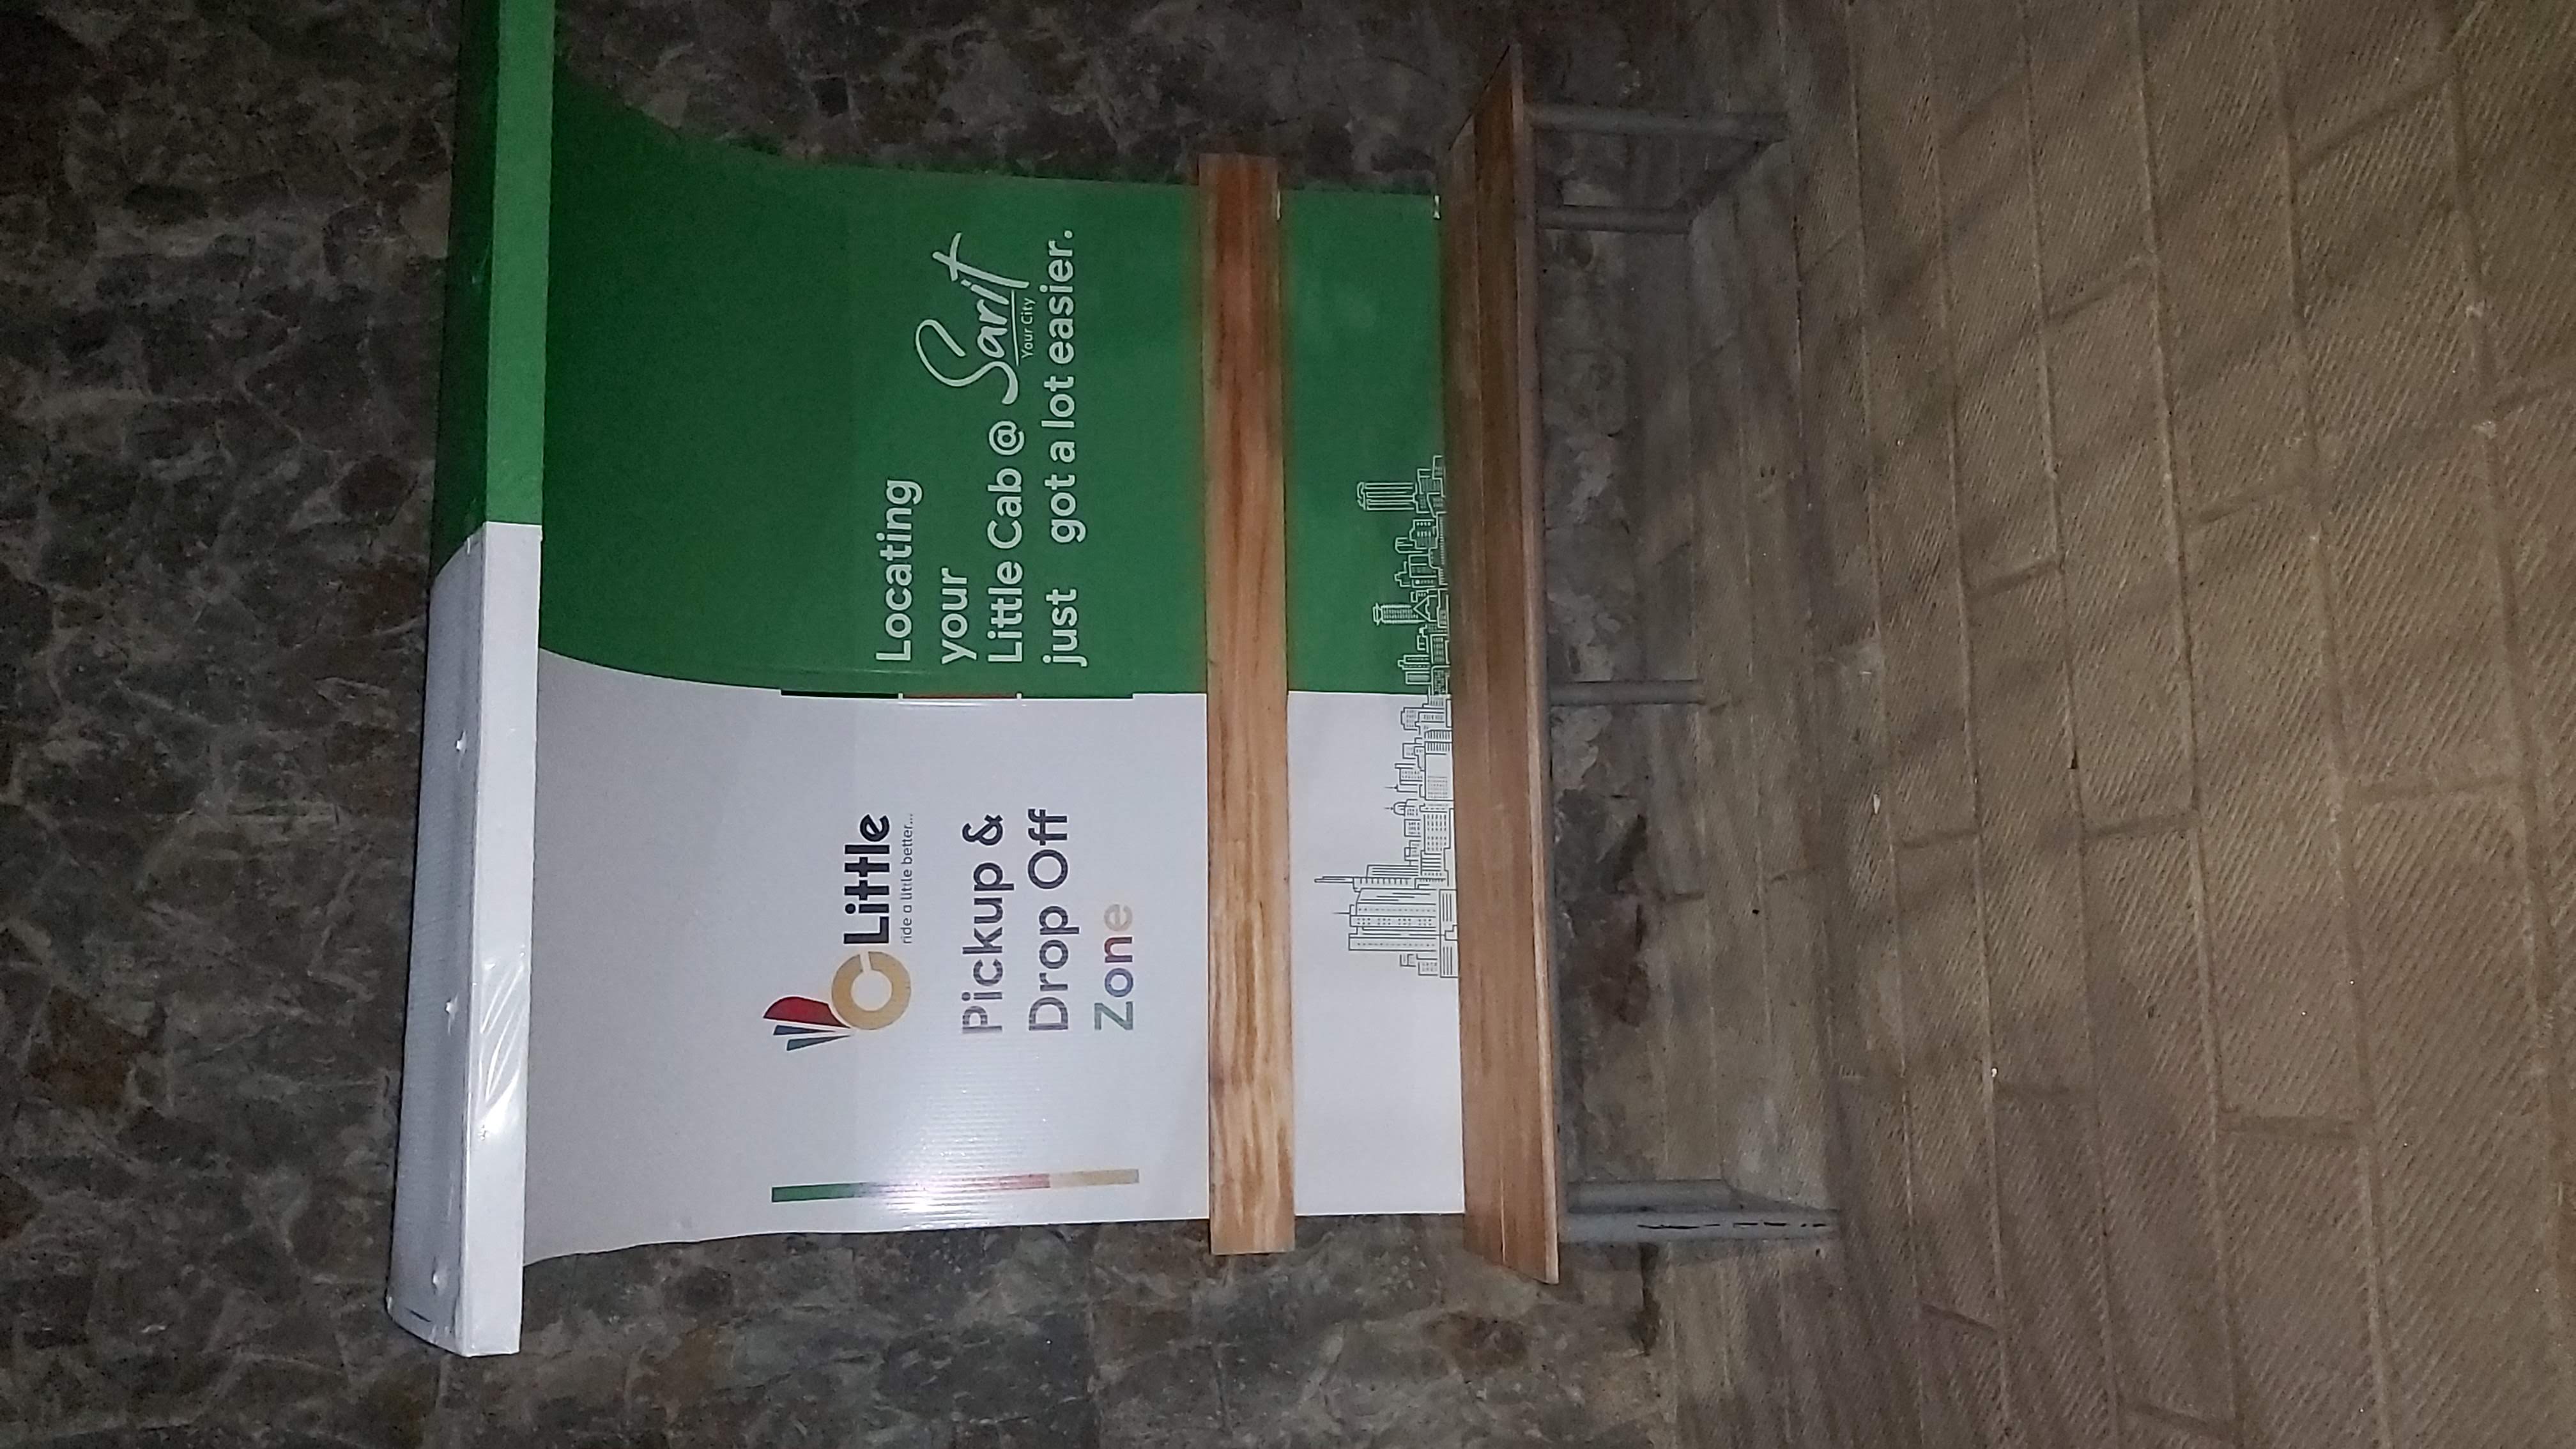 Little
ride a little better...
Pickup &
Drop Off
Zone
Locating
your
Little Cab @ Sarit
Your City
just got a lot easier.